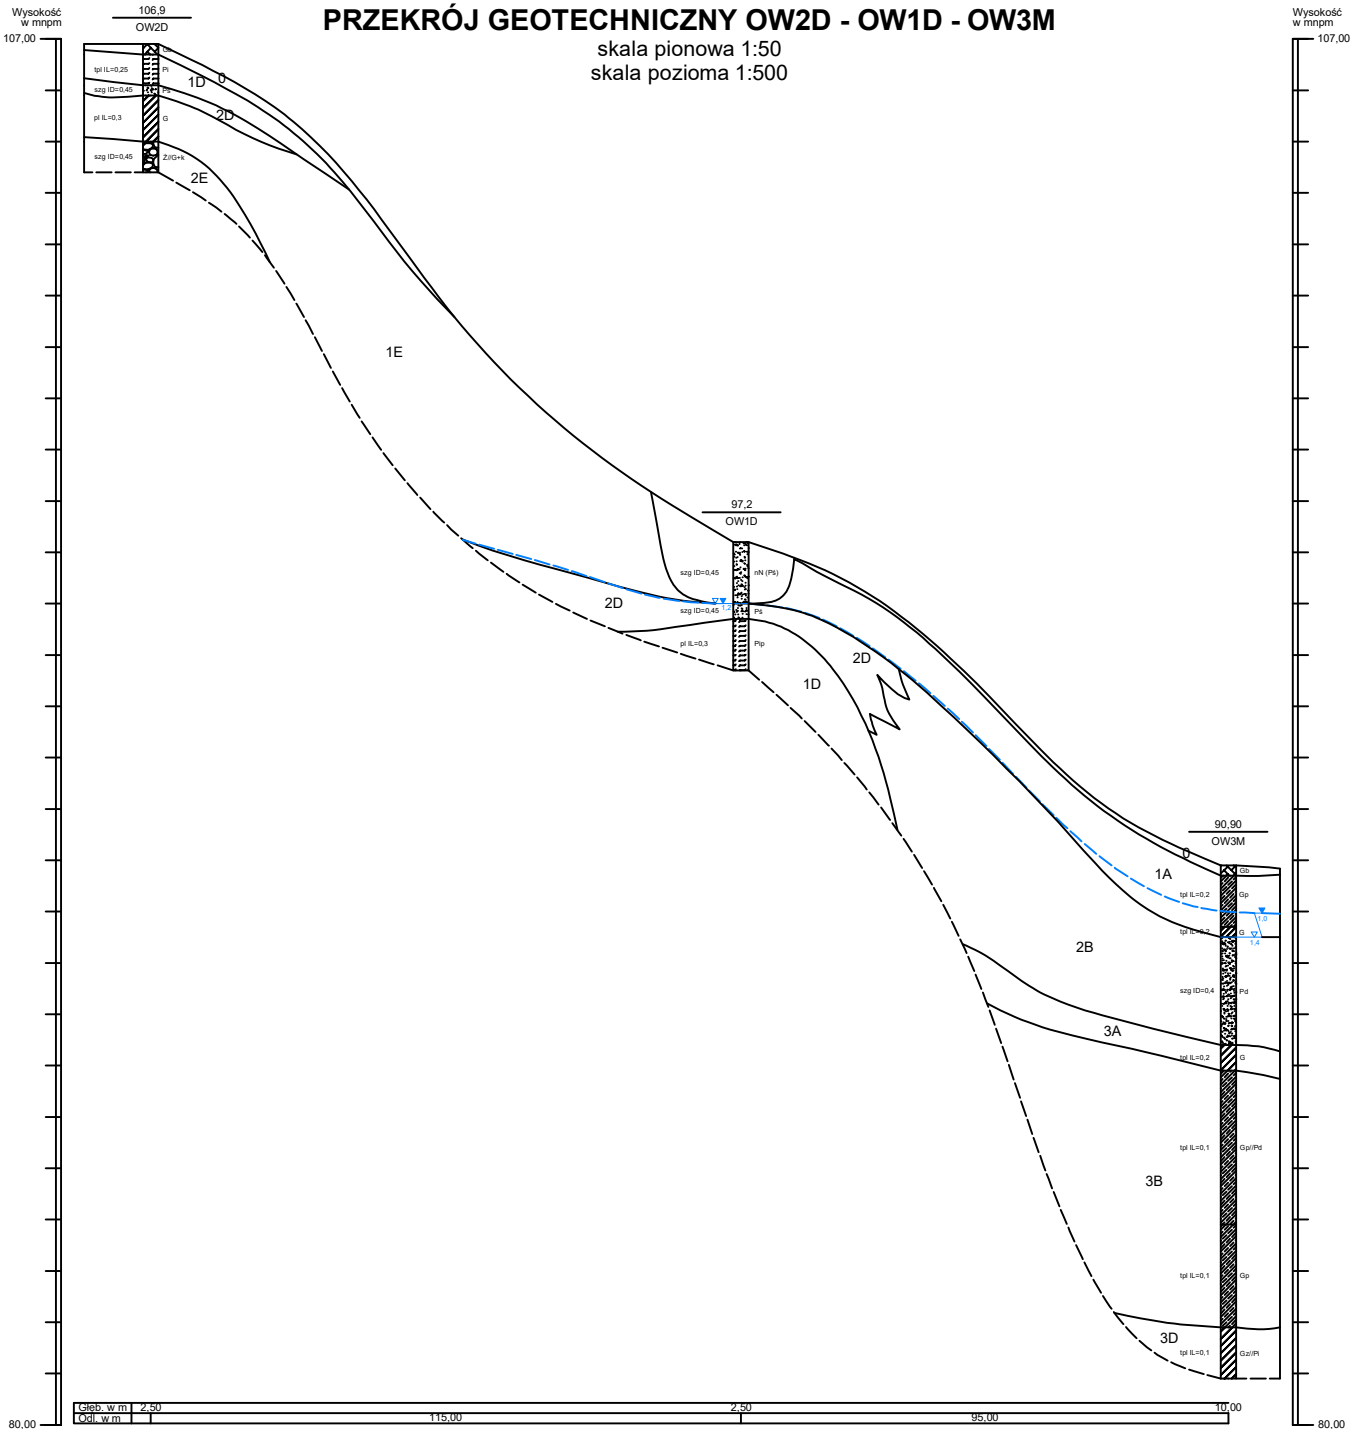 PRZEKRÓJ GEOTECHNICZNY OW2D - OW1D - OW3M
skala pionowa 1:50
skala pozioma 1:500
Wysokość
w mnpm
107,00
Wysokość
w mnpm
107,00
106,9
OW2D
Gb
tpl IL=0,25
Pi
szg ID=0,45
Ps
pl IL=0,3
G
szg ID=0,45
Ż//G+k
0
1D
2D
2E
1E
97,2
OW1D
szg ID=0,45
nN (Ps)
1,2
szg ID=0,45
Ps
pl IL=0,3
Pip
2D
2D
1D
90,90
OW3M
0
Gb
1A
tpl IL=0,2
Gp
1,0
tpl IL=0,2
G
1,4
2B
szg ID=0,4
Pd
3A
tpl IL=0,2
G
tpl IL=0,1
Gp//Pd
3B
tpl IL=0,1
Gp
3D
tpl IL=0,1
Gz//Pi
Głęb. w m
2,50
2,50
10,00
Odl. w m
115,00
95,00
80,00
80,00